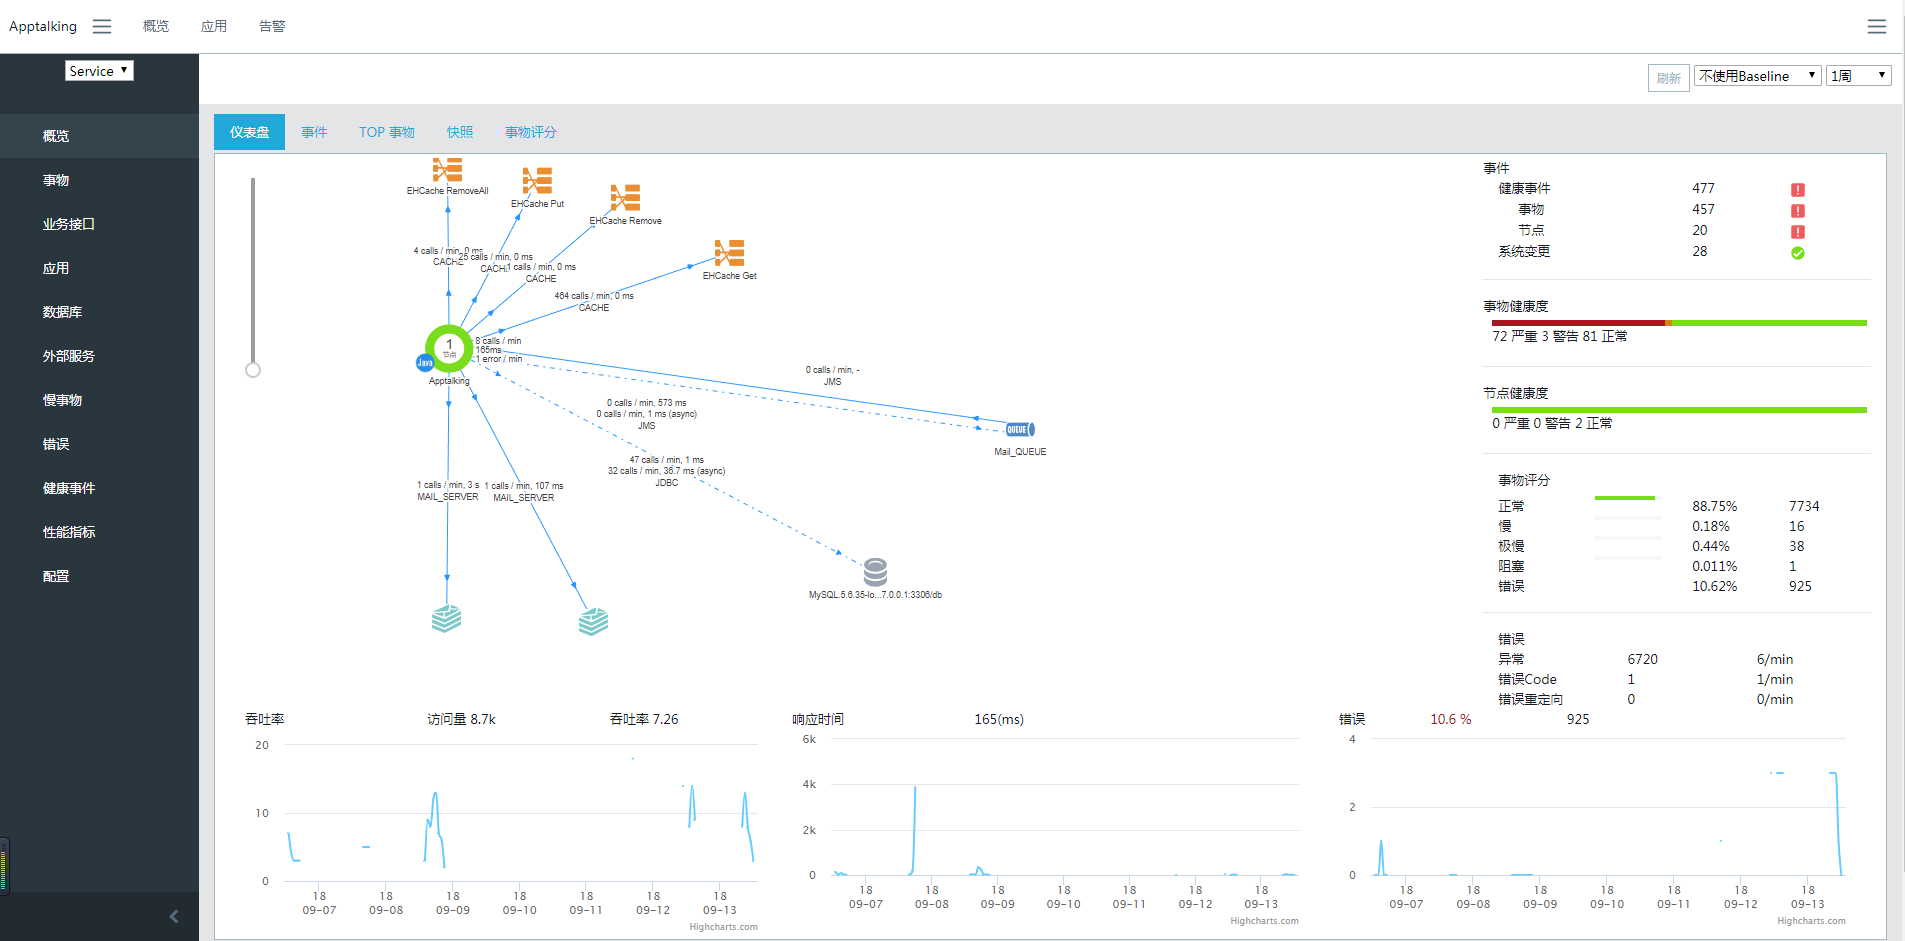 Apptalking 概览 应用 告警
Service
刷新 不使用Baseline 1周
概览
事物
业务接口
应用
数据库
外部服务
慢事物
错误
健康事件
性能指标
配置
仪表盘 事件 TOP 事物 快照 事物评分
EHCache RemoveAll
EHCache Put
EHCache Remove
EHCache Get
4 calls / min, 0 ms
CACHE
25 calls / min, 0 ms
CACHE
1 calls / min, 0 ms
CACHE
464 calls / min, 0 ms
CACHE
1
节点
Java
Apptalking
8 calls / min
165ms
1 error / min
0 calls / min, -
JMS
0 calls / min, 573 ms
0 calls / min, 1 ms (async)
JMS
QUEUE
Mail_QUEUE
47 calls / min, 1 ms
32 calls / min, 36.7 ms (async)
JDBC
1 calls / min, 3 s
MAIL_SERVER
1 calls / min, 107 ms
MAIL_SERVER
MySQL.5.6.35-lo...7.0.0.1:3306/db
事件
健康事件 477
事物 457
节点 20
系统变更 28
事物健康度
72 严重 3 警告 81 正常
节点健康度
0 严重 0 警告 2 正常
事物评分
正常 88.75% 7734
慢 0.18% 16
极慢 0.44% 38
阻塞 0.011% 1
错误 10.62% 925
错误
异常 6720 6/min
错误Code 1 1/min
错误重定向 0 0/min
吞吐率 访问量 8.7k 吞吐率 7.26
20
10
0
18 18 18 18 18 18 18
09-07 09-08 09-09 09-10 09-11 09-12 09-13
Highcharts.com
响应时间 165(ms)
6k
4k
2k
0
18 18 18 18 18 18 18
09-07 09-08 09-09 09-10 09-11 09-12 09-13
Highcharts.com
错误 10.6 % 925
4
2
0
18 18 18 18 18 18 18
09-07 09-08 09-09 09-10 09-11 09-12 09-13
Highcharts.com